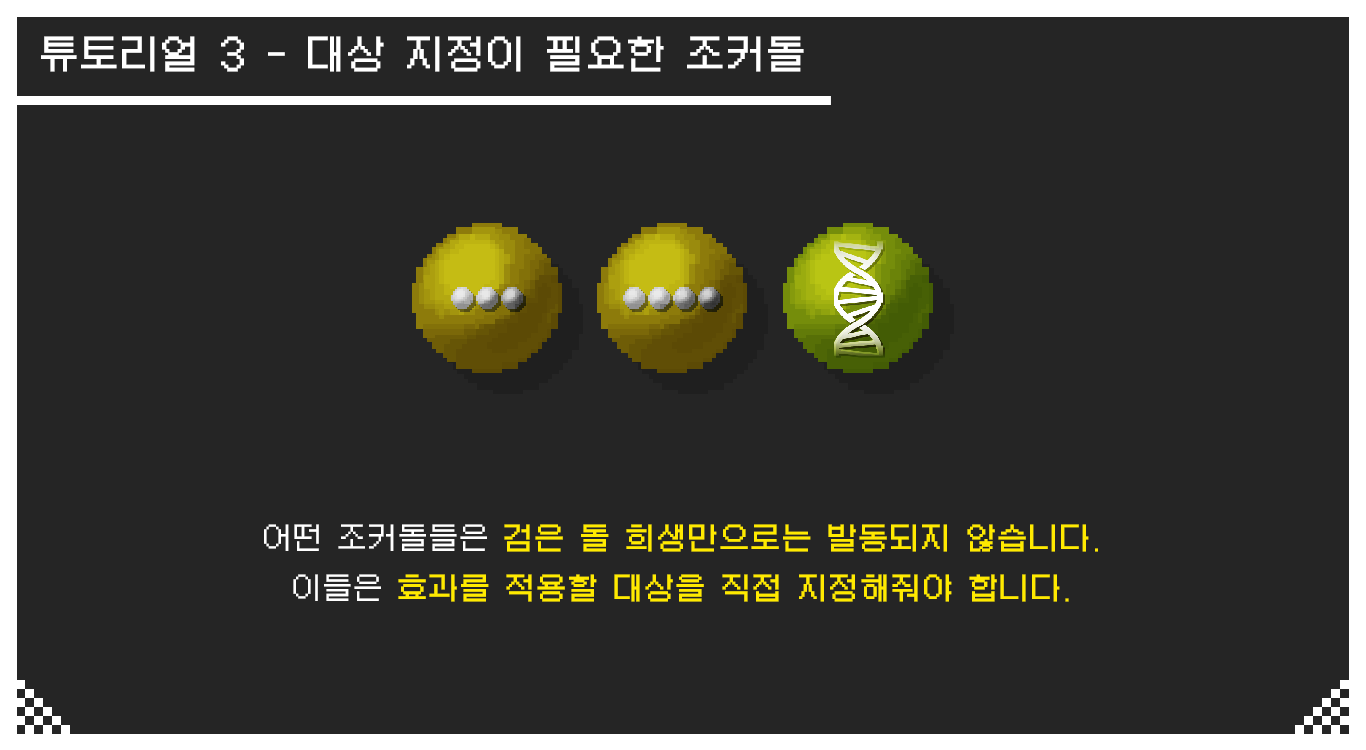 튜토리얼 3 - 대상 지정이 필요한 조커돌
어떤 조커돌들은 검은 돌 희생만으로는 발동되지 않습니다.
이들은 효과를 적용할 대상을 직접 지정해줘야 합니다.